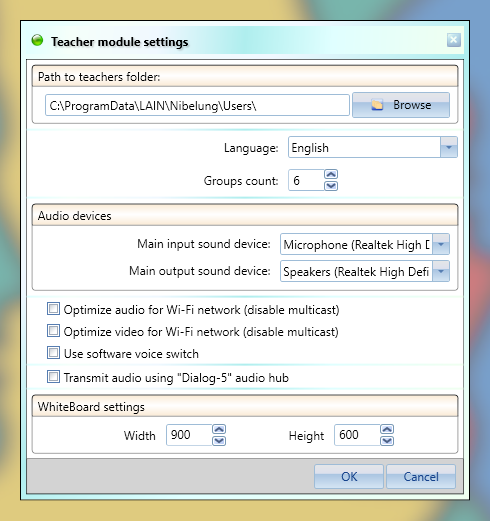 Teacher module settings
Path to teachers folder:
C:\ProgramData\LAIN\Nibelung\Users\ Browse
Language: English
Groups count: 6
Audio devices
Main input sound device: Microphone (Realtek High D
Main output sound device: Speakers (Realtek High Defi
Optimize audio for Wi-Fi network (disable multicast)
Optimize video for Wi-Fi network (disable multicast)
Use software voice switch
Transmit audio using "Dialog-5" audio hub
WhiteBoard settings
Width 900 Height 600
OK Cancel